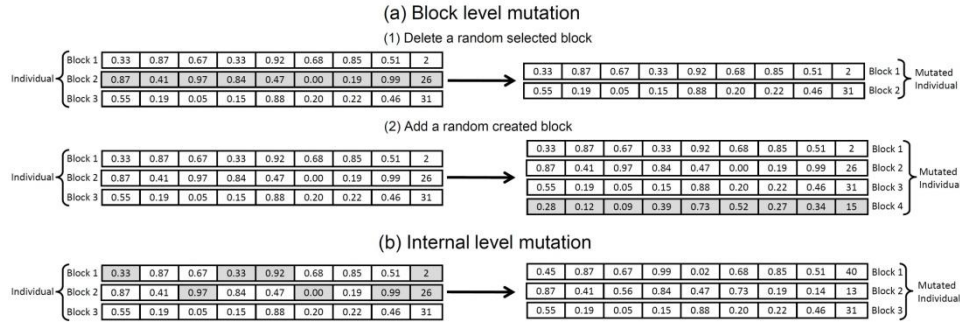 (a) Block level mutation
(1) Delete a random selected block
Block 1 0.33 0.87 0.67 0.33 0.92 0.68 0.85 0.51 2
Individual Block 2 0.87 0.41 0.97 0.84 0.47 0.00 0.19 0.99 26
Block 3 0.55 0.19 0.05 0.15 0.88 0.20 0.22 0.46 31
0.33 0.87 0.67 0.33 0.92 0.68 0.85 0.51 2 Block 1
0.55 0.19 0.05 0.15 0.88 0.20 0.22 0.46 31 Block 2
Mutated
Individual
(2) Add a random created block
Block 1 0.33 0.87 0.67 0.33 0.92 0.68 0.85 0.51 2
Individual Block 2 0.87 0.41 0.97 0.84 0.47 0.00 0.19 0.99 26
Block 3 0.55 0.19 0.05 0.15 0.88 0.20 0.22 0.46 31
0.33 0.87 0.67 0.33 0.92 0.68 0.85 0.51 2 Block 1
0.87 0.41 0.97 0.84 0.47 0.00 0.19 0.99 26 Block 2
0.55 0.19 0.05 0.15 0.88 0.20 0.22 0.46 31 Block 3
0.28 0.12 0.09 0.39 0.73 0.52 0.27 0.34 15 Block 4
Mutated
Individual
(b) Internal level mutation
Block 1 0.33 0.87 0.67 0.33 0.92 0.68 0.85 0.51 2
Individual Block 2 0.87 0.41 0.97 0.84 0.47 0.00 0.19 0.99 26
Block 3 0.55 0.19 0.05 0.15 0.88 0.20 0.22 0.46 31
0.45 0.87 0.67 0.99 0.02 0.68 0.85 0.51 40 Block 1
0.87 0.41 0.56 0.84 0.47 0.73 0.19 0.14 13 Block 2
0.55 0.19 0.05 0.15 0.88 0.20 0.22 0.46 31 Block 3
Mutated
Individual